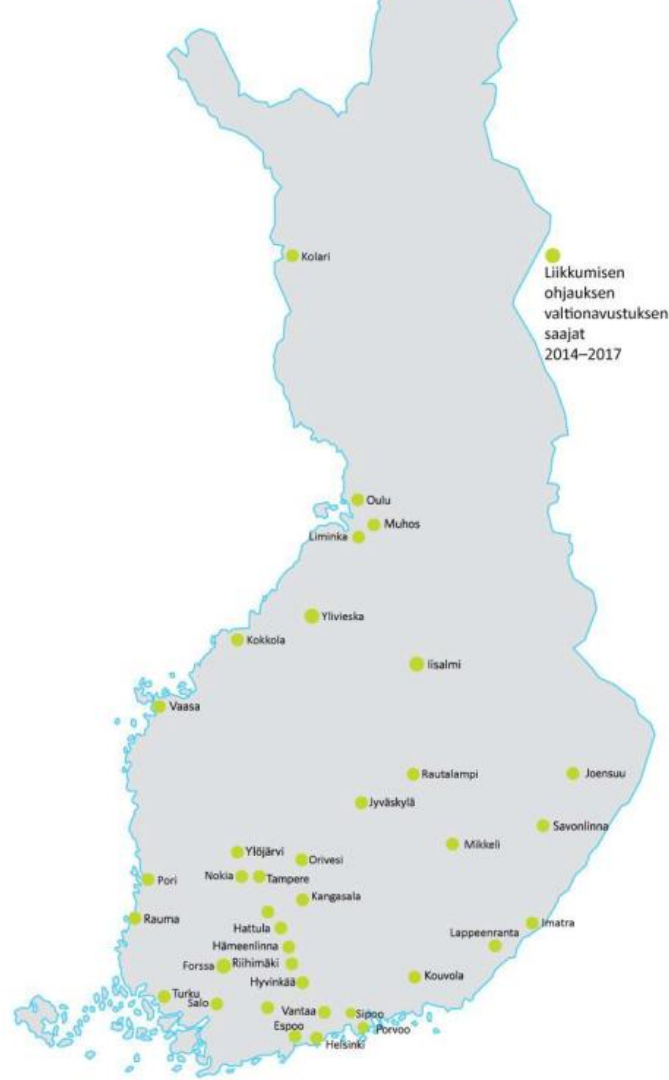 Kolari
Liikkumisen
ohjauksen
valtionavustuksen
saajat
2014–2017
Oulu
Muhos
Liminka
Ylivieska
Kokkola
Iisalmi
Vaasa
Rautalampi
Joensuu
Jyväskylä
Savonlinna
Mikkeli
Ylöjärvi
Orivesi
Nokia
Tampere
Pori
Kangasala
Rauma
Imatra
Hattula
Lappeenranta
Hämeenlinna
Forssa
Riihimäki
Kouvola
Hyvinkää
Turku
Salo
Vantaa
Sipoo
Espoo
Porvoo
Helsinki